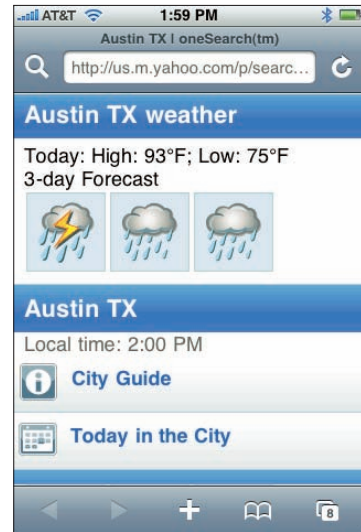 AT&T 1:59 PM
Austin TX | oneSearch(tm)
http://us.m.yahoo.com/p/searc...
Austin TX weather
Today: High: 93°F; Low: 75°F
3-day Forecast
Austin TX
Local time: 2:00 PM
City Guide
Today in the City
8